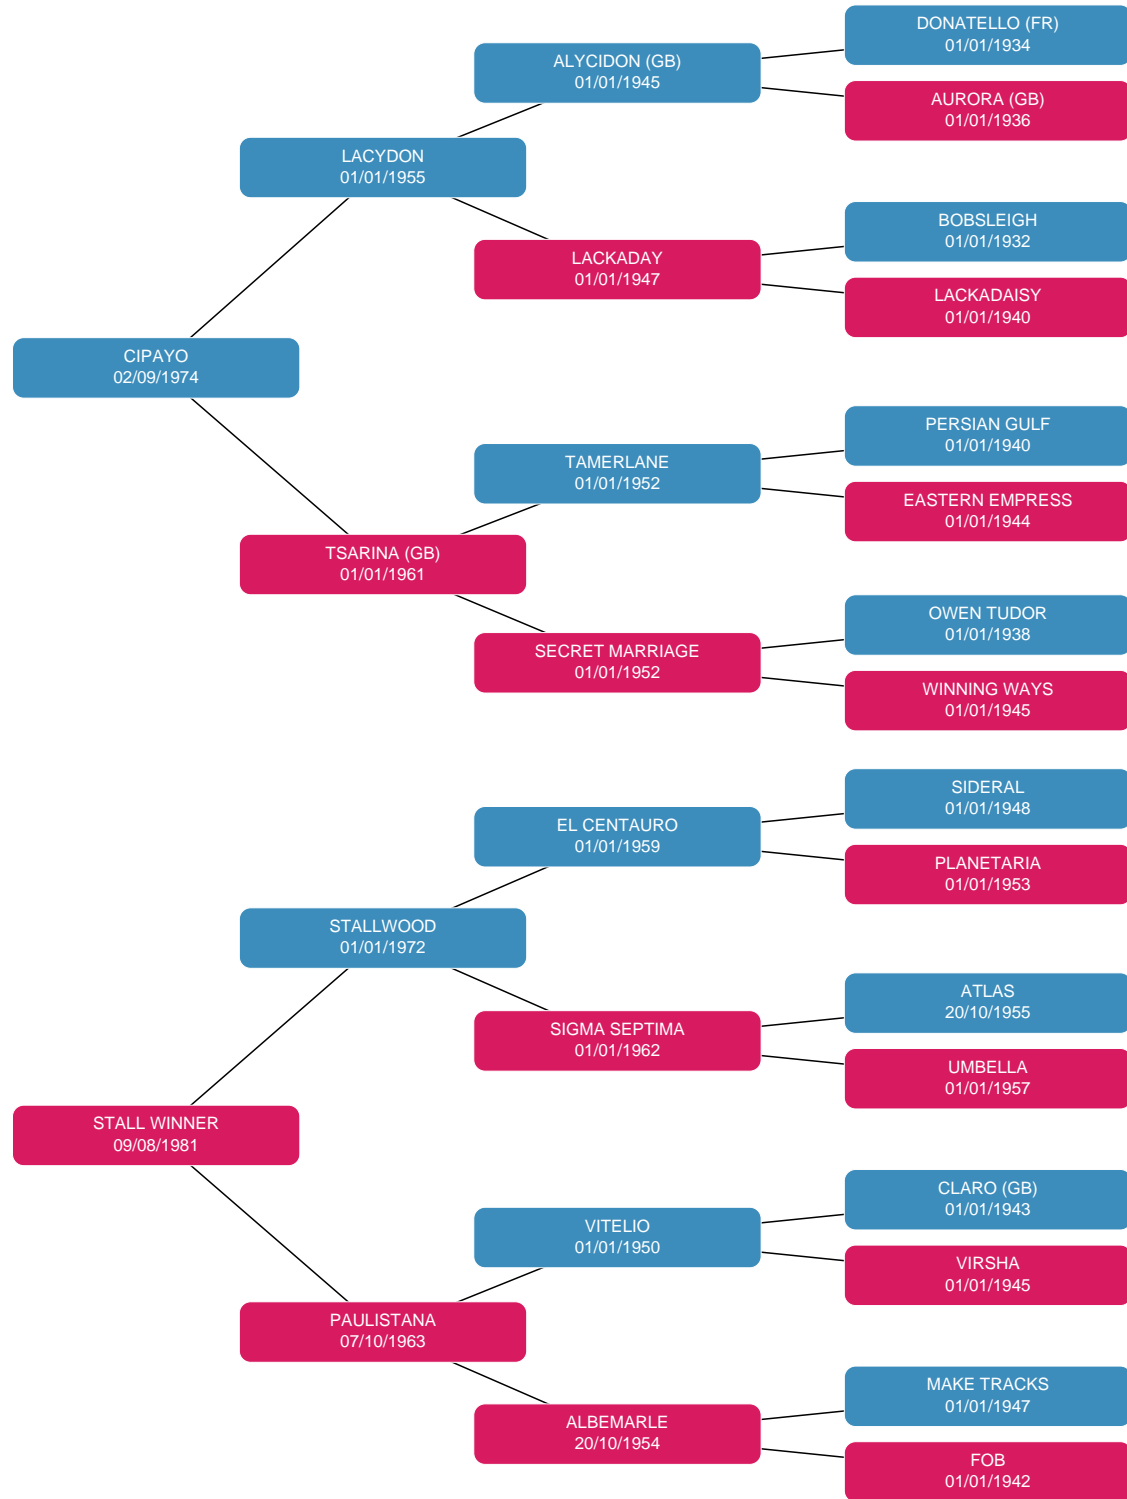 DONATELLO (FR)
01/01/1934
ALYCIDON (GB)
01/01/1945
AURORA (GB)
01/01/1936
LACYDON
01/01/1955
BOBSLEIGH
01/01/1932
LACKADAY
01/01/1947
LACKADAISY
01/01/1940
CIPAYO
02/09/1974
PERSIAN GULF
01/01/1940
TAMERLANE
01/01/1952
EASTERN EMPRESS
01/01/1944
TSARINA (GB)
01/01/1961
OWEN TUDOR
01/01/1938
SECRET MARRIAGE
01/01/1952
WINNING WAYS
01/01/1945
SIDERAL
01/01/1948
EL CENTAURO
01/01/1959
PLANETARIA
01/01/1953
STALLWOOD
01/01/1972
ATLAS
20/10/1955
SIGMA SEPTIMA
01/01/1962
UMBELLA
01/01/1957
STALL WINNER
09/08/1981
CLARO (GB)
01/01/1943
VITELIO
01/01/1950
VIRSHA
01/01/1945
PAULISTANA
07/10/1963
MAKE TRACKS
01/01/1947
ALBEMARLE
20/10/1954
FOB
01/01/1942